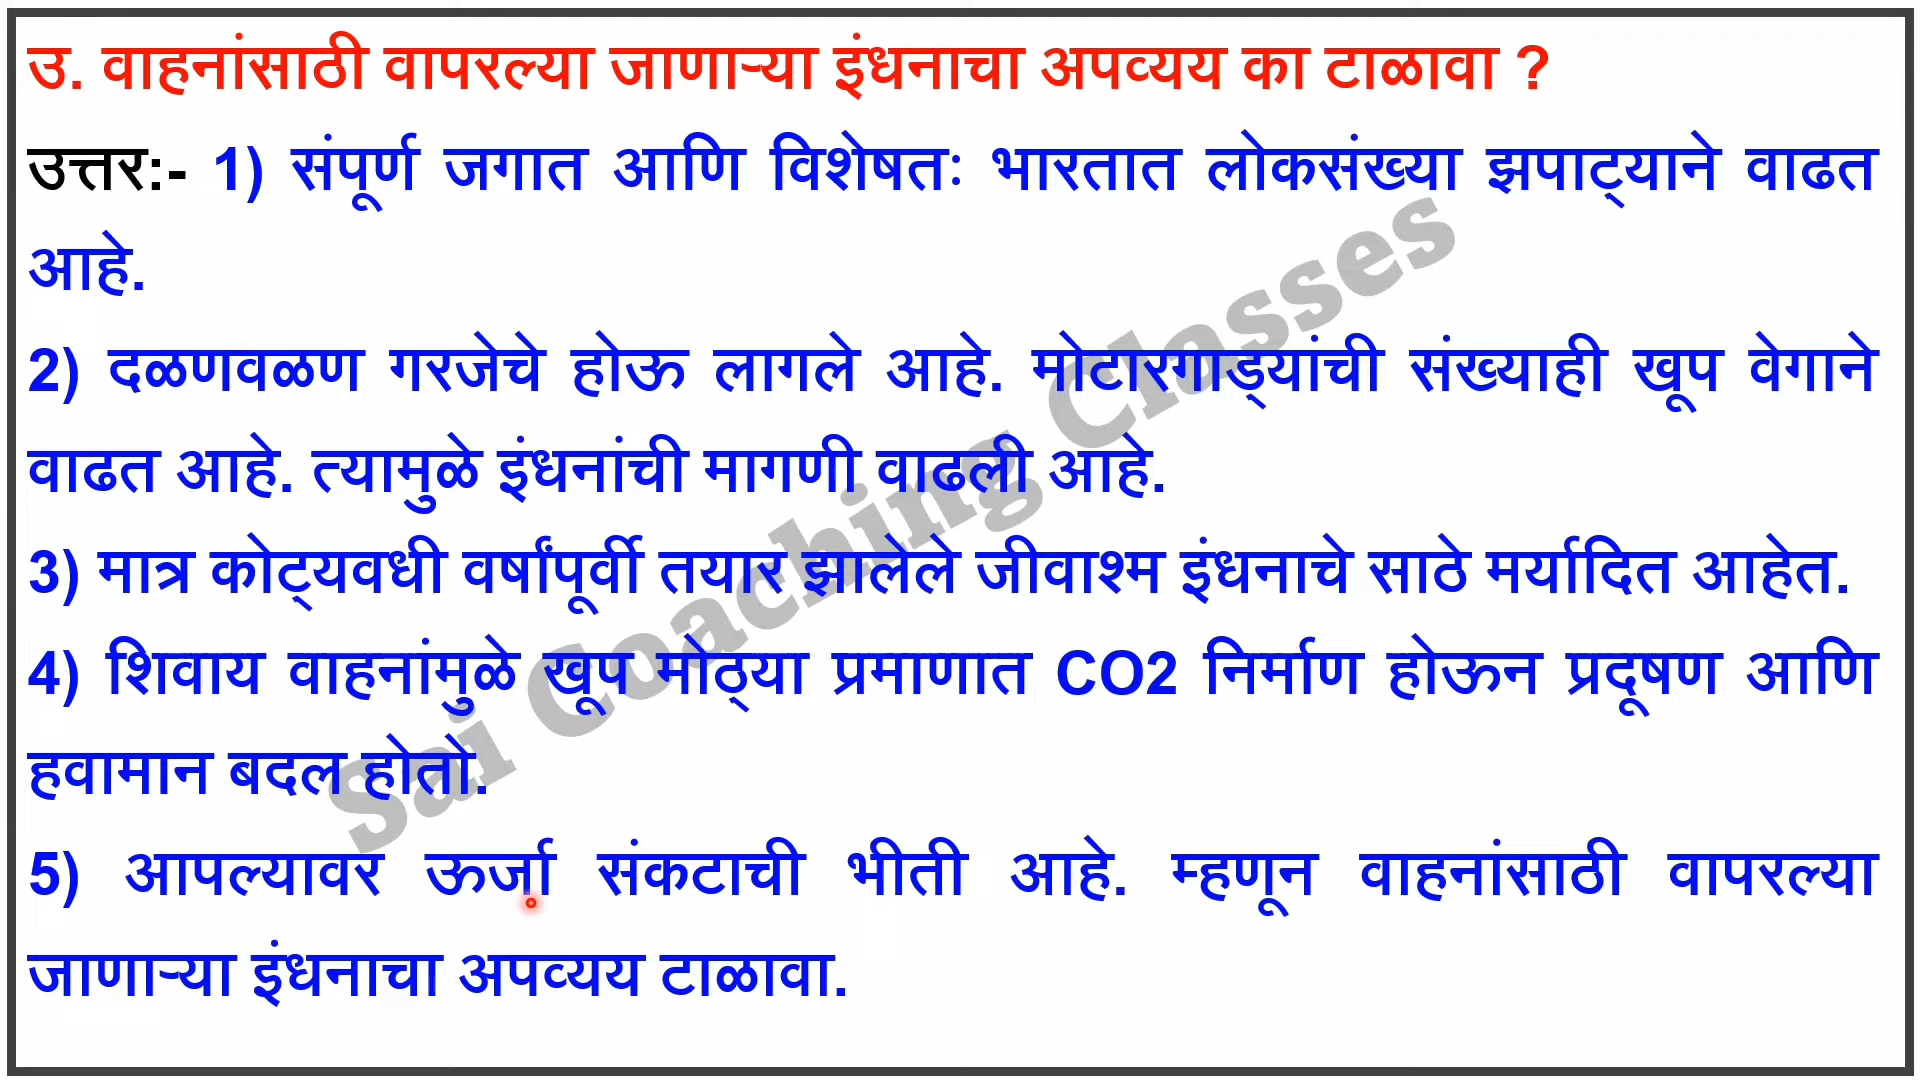 उ. वाहनांसाठी वापरल्या जाणाऱ्या इंधनाचा अपव्यय का टाळावा ?
उत्तर:- 1) संपूर्ण जगात आणि विशेषतः भारतात लोकसंख्या झपाट्याने वाढत
आहे.
2) दळणवळण गरजेचे होऊ लागले आहे. मोटारगाड्यांची संख्याही खूप वेगाने
वाढत आहे. त्यामुळे इंधनांची मागणी वाढली आहे.
3) मात्र कोट्यवधी वर्षांपूर्वी तयार झालेले जीवाश्म इंधनाचे साठे मर्यादित आहेत.
4) शिवाय वाहनांमुळे खूप मोठ्या प्रमाणात CO2 निर्माण होऊन प्रदूषण आणि
हवामान बदल होतो.
5) आपल्यावर ऊर्जा संकटाची भीती आहे. म्हणून वाहनांसाठी वापरल्या
जाणाऱ्या इंधनाचा अपव्यय टाळावा.
Sai Coaching Classes